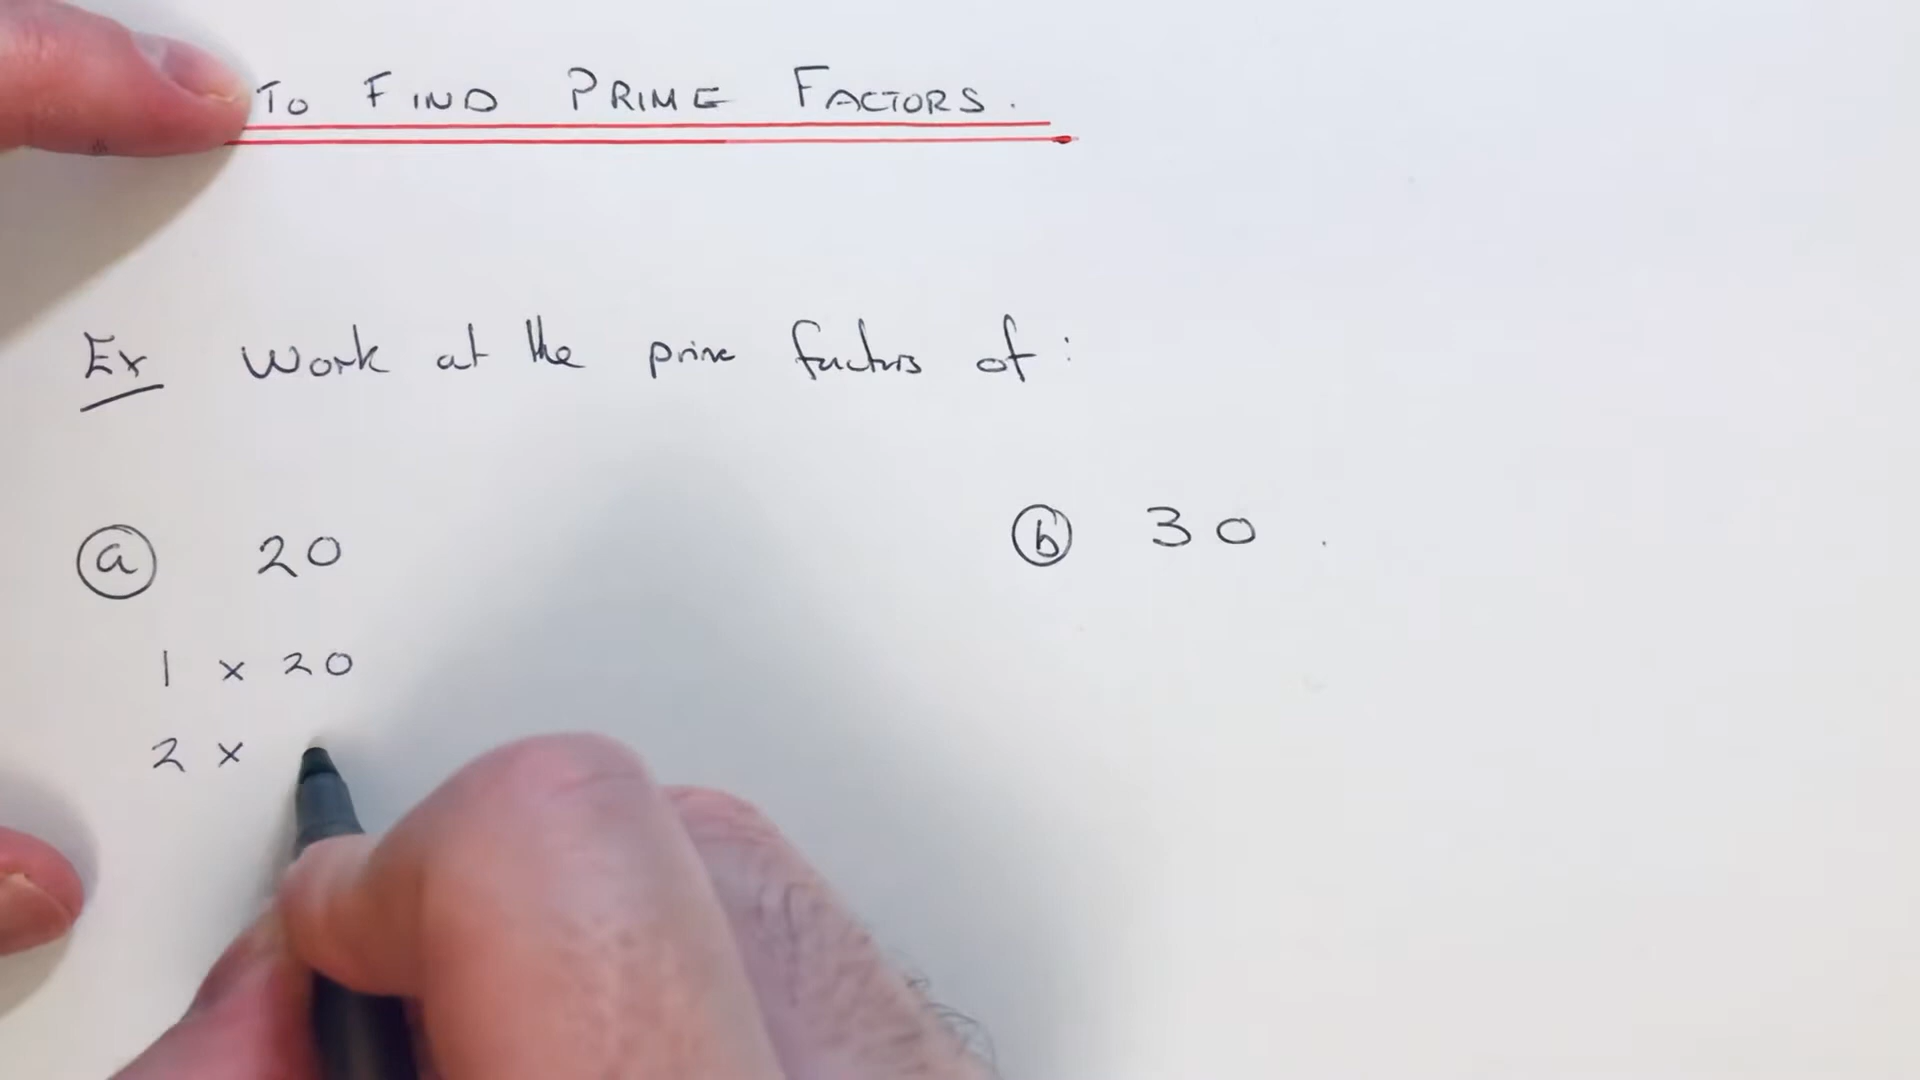 To FIND PRIME FACTORS.
Ex Work out the prime factors of :
(a) 20
(b) 30 .
1 x 20
2 x